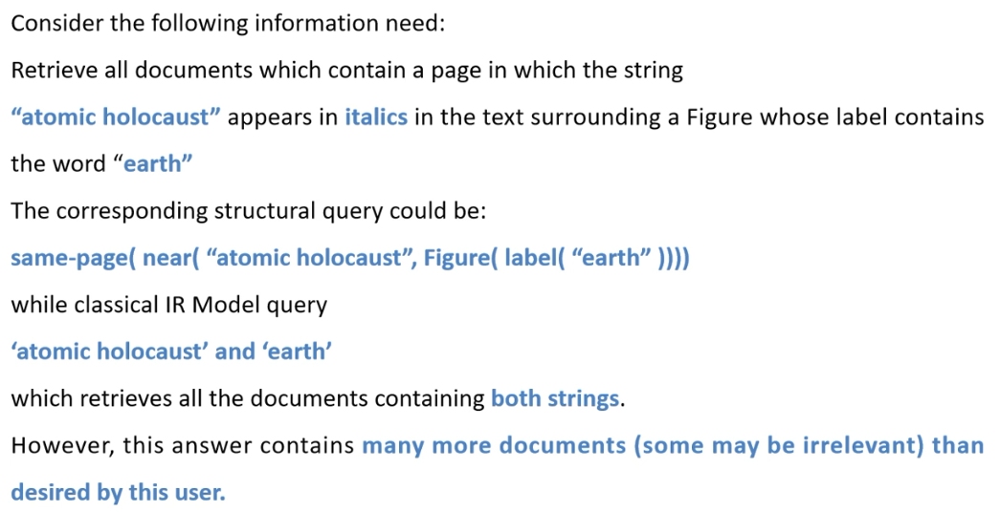 Consider the following information need:
Retrieve all documents which contain a page in which the string
“atomic holocaust” appears in italics in the text surrounding a Figure whose label contains
the word “earth”
The corresponding structural query could be:
same-page( near( “atomic holocaust”, Figure( label( “earth” ))))
while classical IR Model query
‘atomic holocaust’ and ‘earth’
which retrieves all the documents containing both strings.
However, this answer contains many more documents (some may be irrelevant) than
desired by this user.